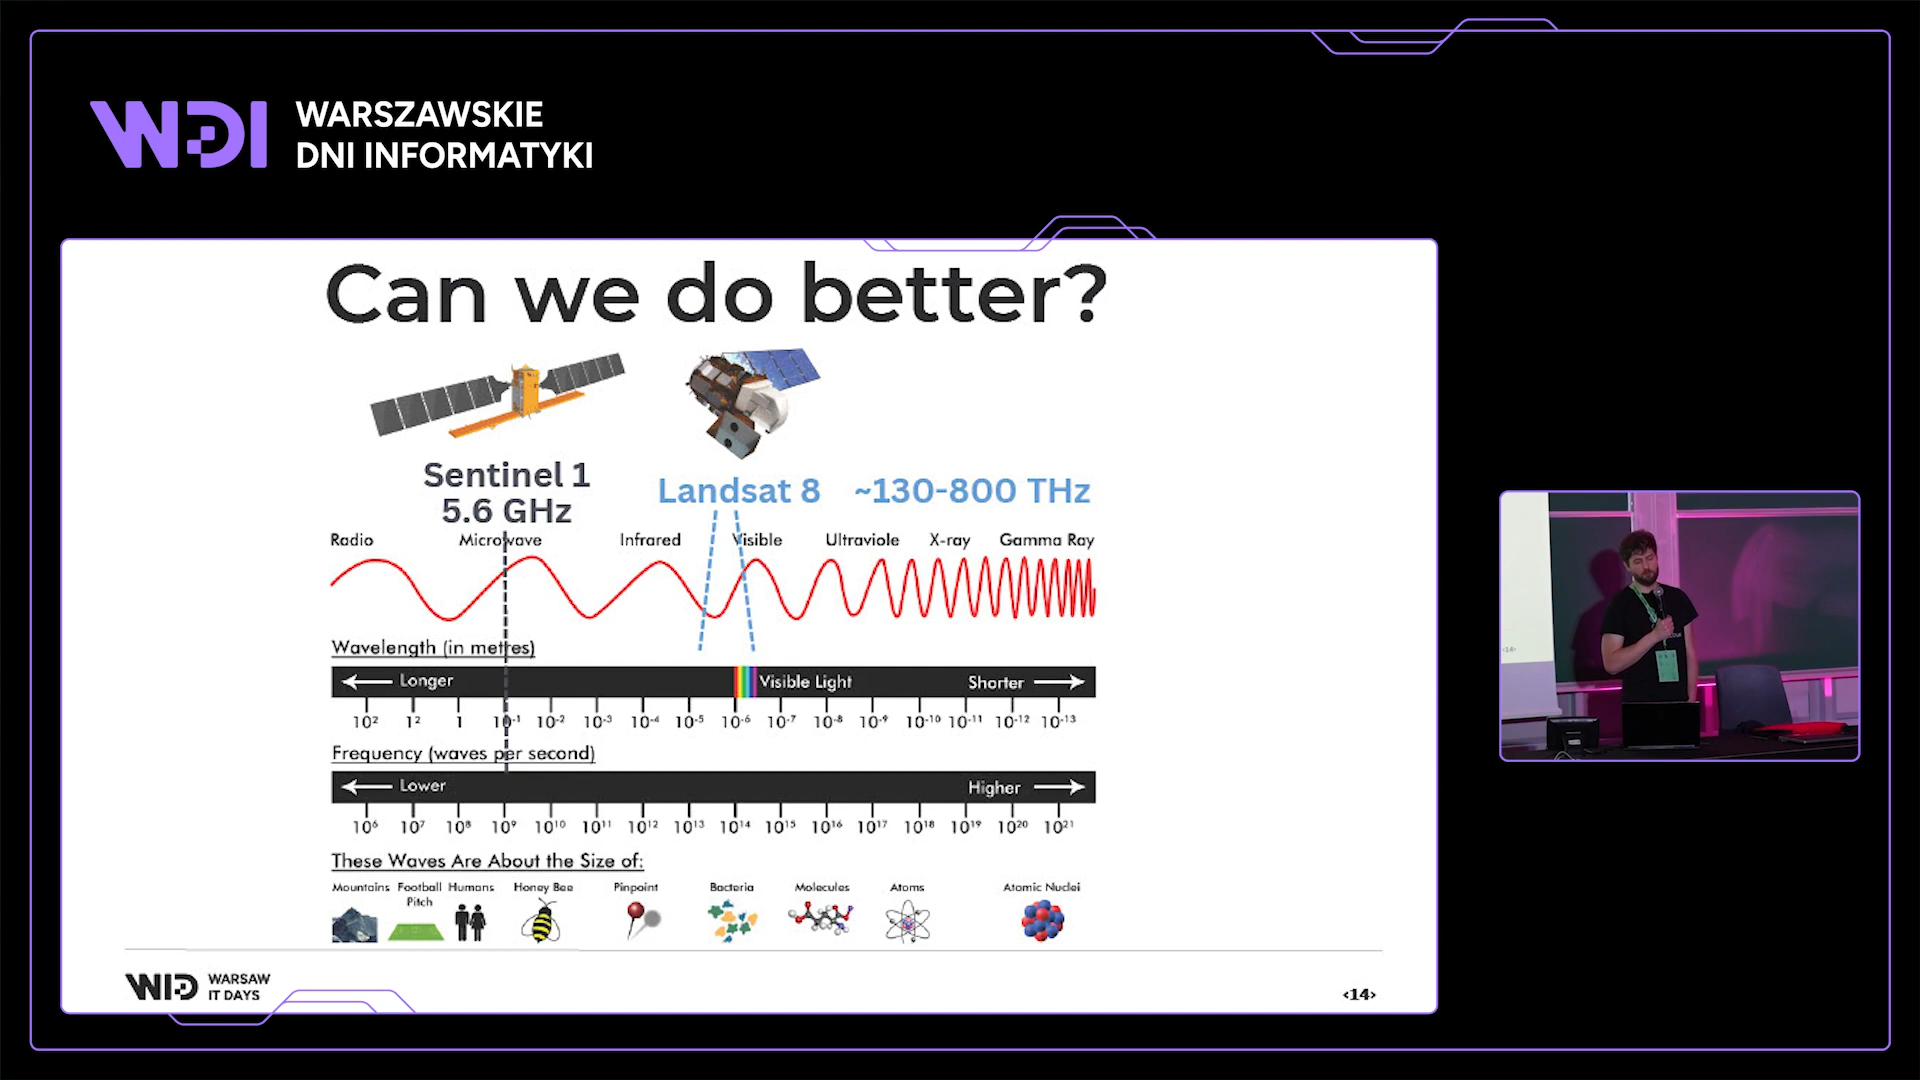 WDI WARSZAWSKIE
DNI INFORMATYKI
Can we do better?
Sentinel 1
5.6 GHz
Landsat 8 ~130-800 THz
Radio Microwave Infrared Visible Ultraviole X-ray Gamma Ray
Wavelength (in metres)
Longer Visible Light Shorter
10² 1² 1 10⁻¹ 10⁻² 10⁻³ 10⁻⁴ 10⁻⁵ 10⁻⁶ 10⁻⁷ 10⁻⁸ 10⁻⁹ 10⁻¹⁰ 10⁻¹¹ 10⁻¹² 10⁻¹³
Frequency (waves per second)
Lower Higher
10⁶ 10⁷ 10⁸ 10⁹ 10¹⁰ 10¹¹ 10¹² 10¹³ 10¹⁴ 10¹⁵ 10¹⁶ 10¹⁷ 10¹⁸ 10¹⁹ 10²⁰ 10²¹
These Waves Are About the Size of:
Mountains Football Humans Honey Bee Pinpoint Bacteria Molecules Atoms Atomic Nuclei
Pitch
WID WARSAW
IT DAYS
‹14›